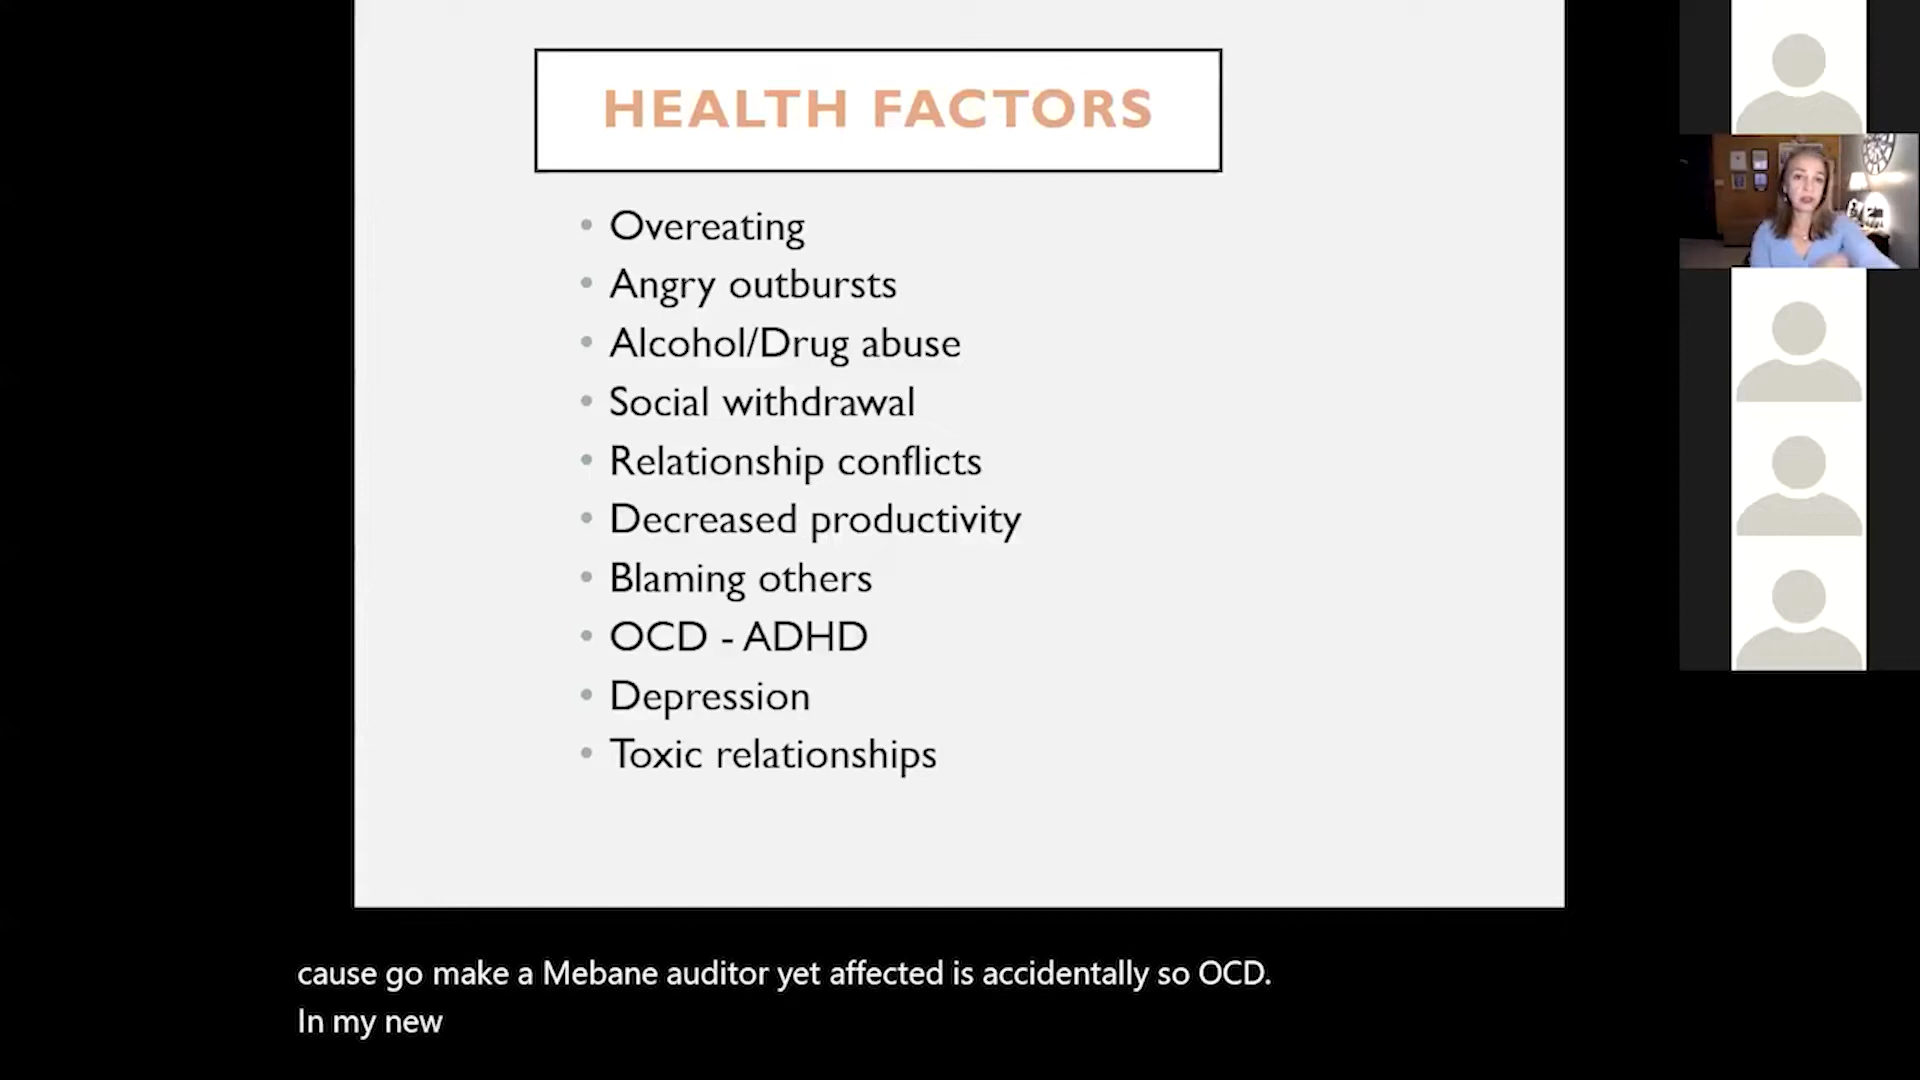 HEALTH FACTORS
• Overeating
• Angry outbursts
• Alcohol/Drug abuse
• Social withdrawal
• Relationship conflicts
• Decreased productivity
• Blaming others
• OCD - ADHD
• Depression
• Toxic relationships
cause go make a Mebane auditor yet affected is accidentally so OCD.
In my new